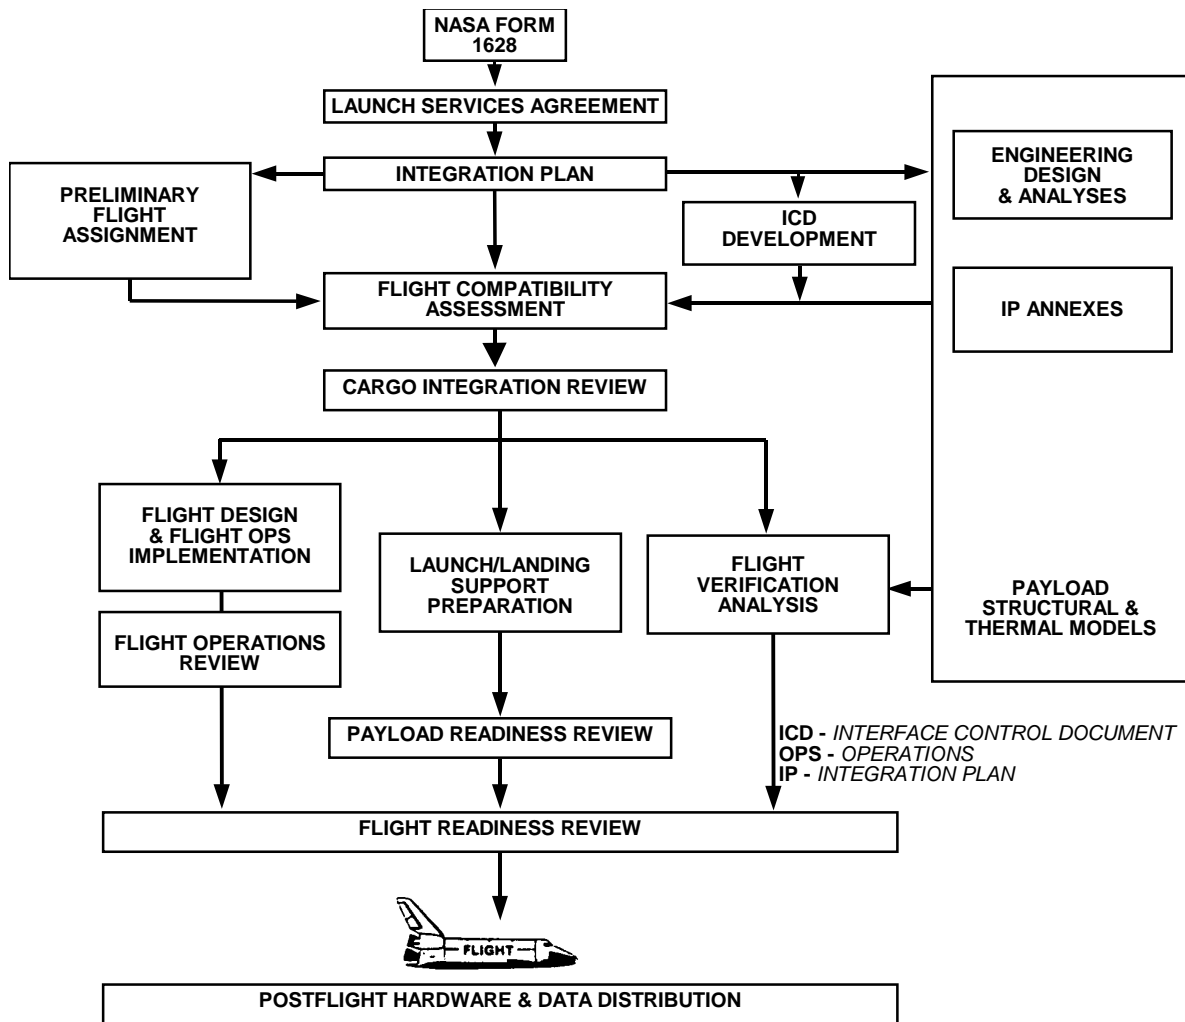 NASA FORM
1628
LAUNCH SERVICES AGREEMENT
INTEGRATION PLAN
PRELIMINARY
FLIGHT
ASSIGNMENT
ICD
DEVELOPMENT
ENGINEERING
DESIGN
& ANALYSES
FLIGHT COMPATIBILITY
ASSESSMENT
IP ANNEXES
CARGO INTEGRATION REVIEW
FLIGHT DESIGN
& FLIGHT OPS
IMPLEMENTATION
LAUNCH/LANDING
SUPPORT
PREPARATION
FLIGHT
VERIFICATION
ANALYSIS
PAYLOAD
STRUCTURAL &
THERMAL MODELS
FLIGHT OPERATIONS
REVIEW
PAYLOAD READINESS REVIEW
ICD - INTERFACE CONTROL DOCUMENT
OPS - OPERATIONS
IP - INTEGRATION PLAN
FLIGHT READINESS REVIEW
FLIGHT
POSTFLIGHT HARDWARE & DATA DISTRIBUTION